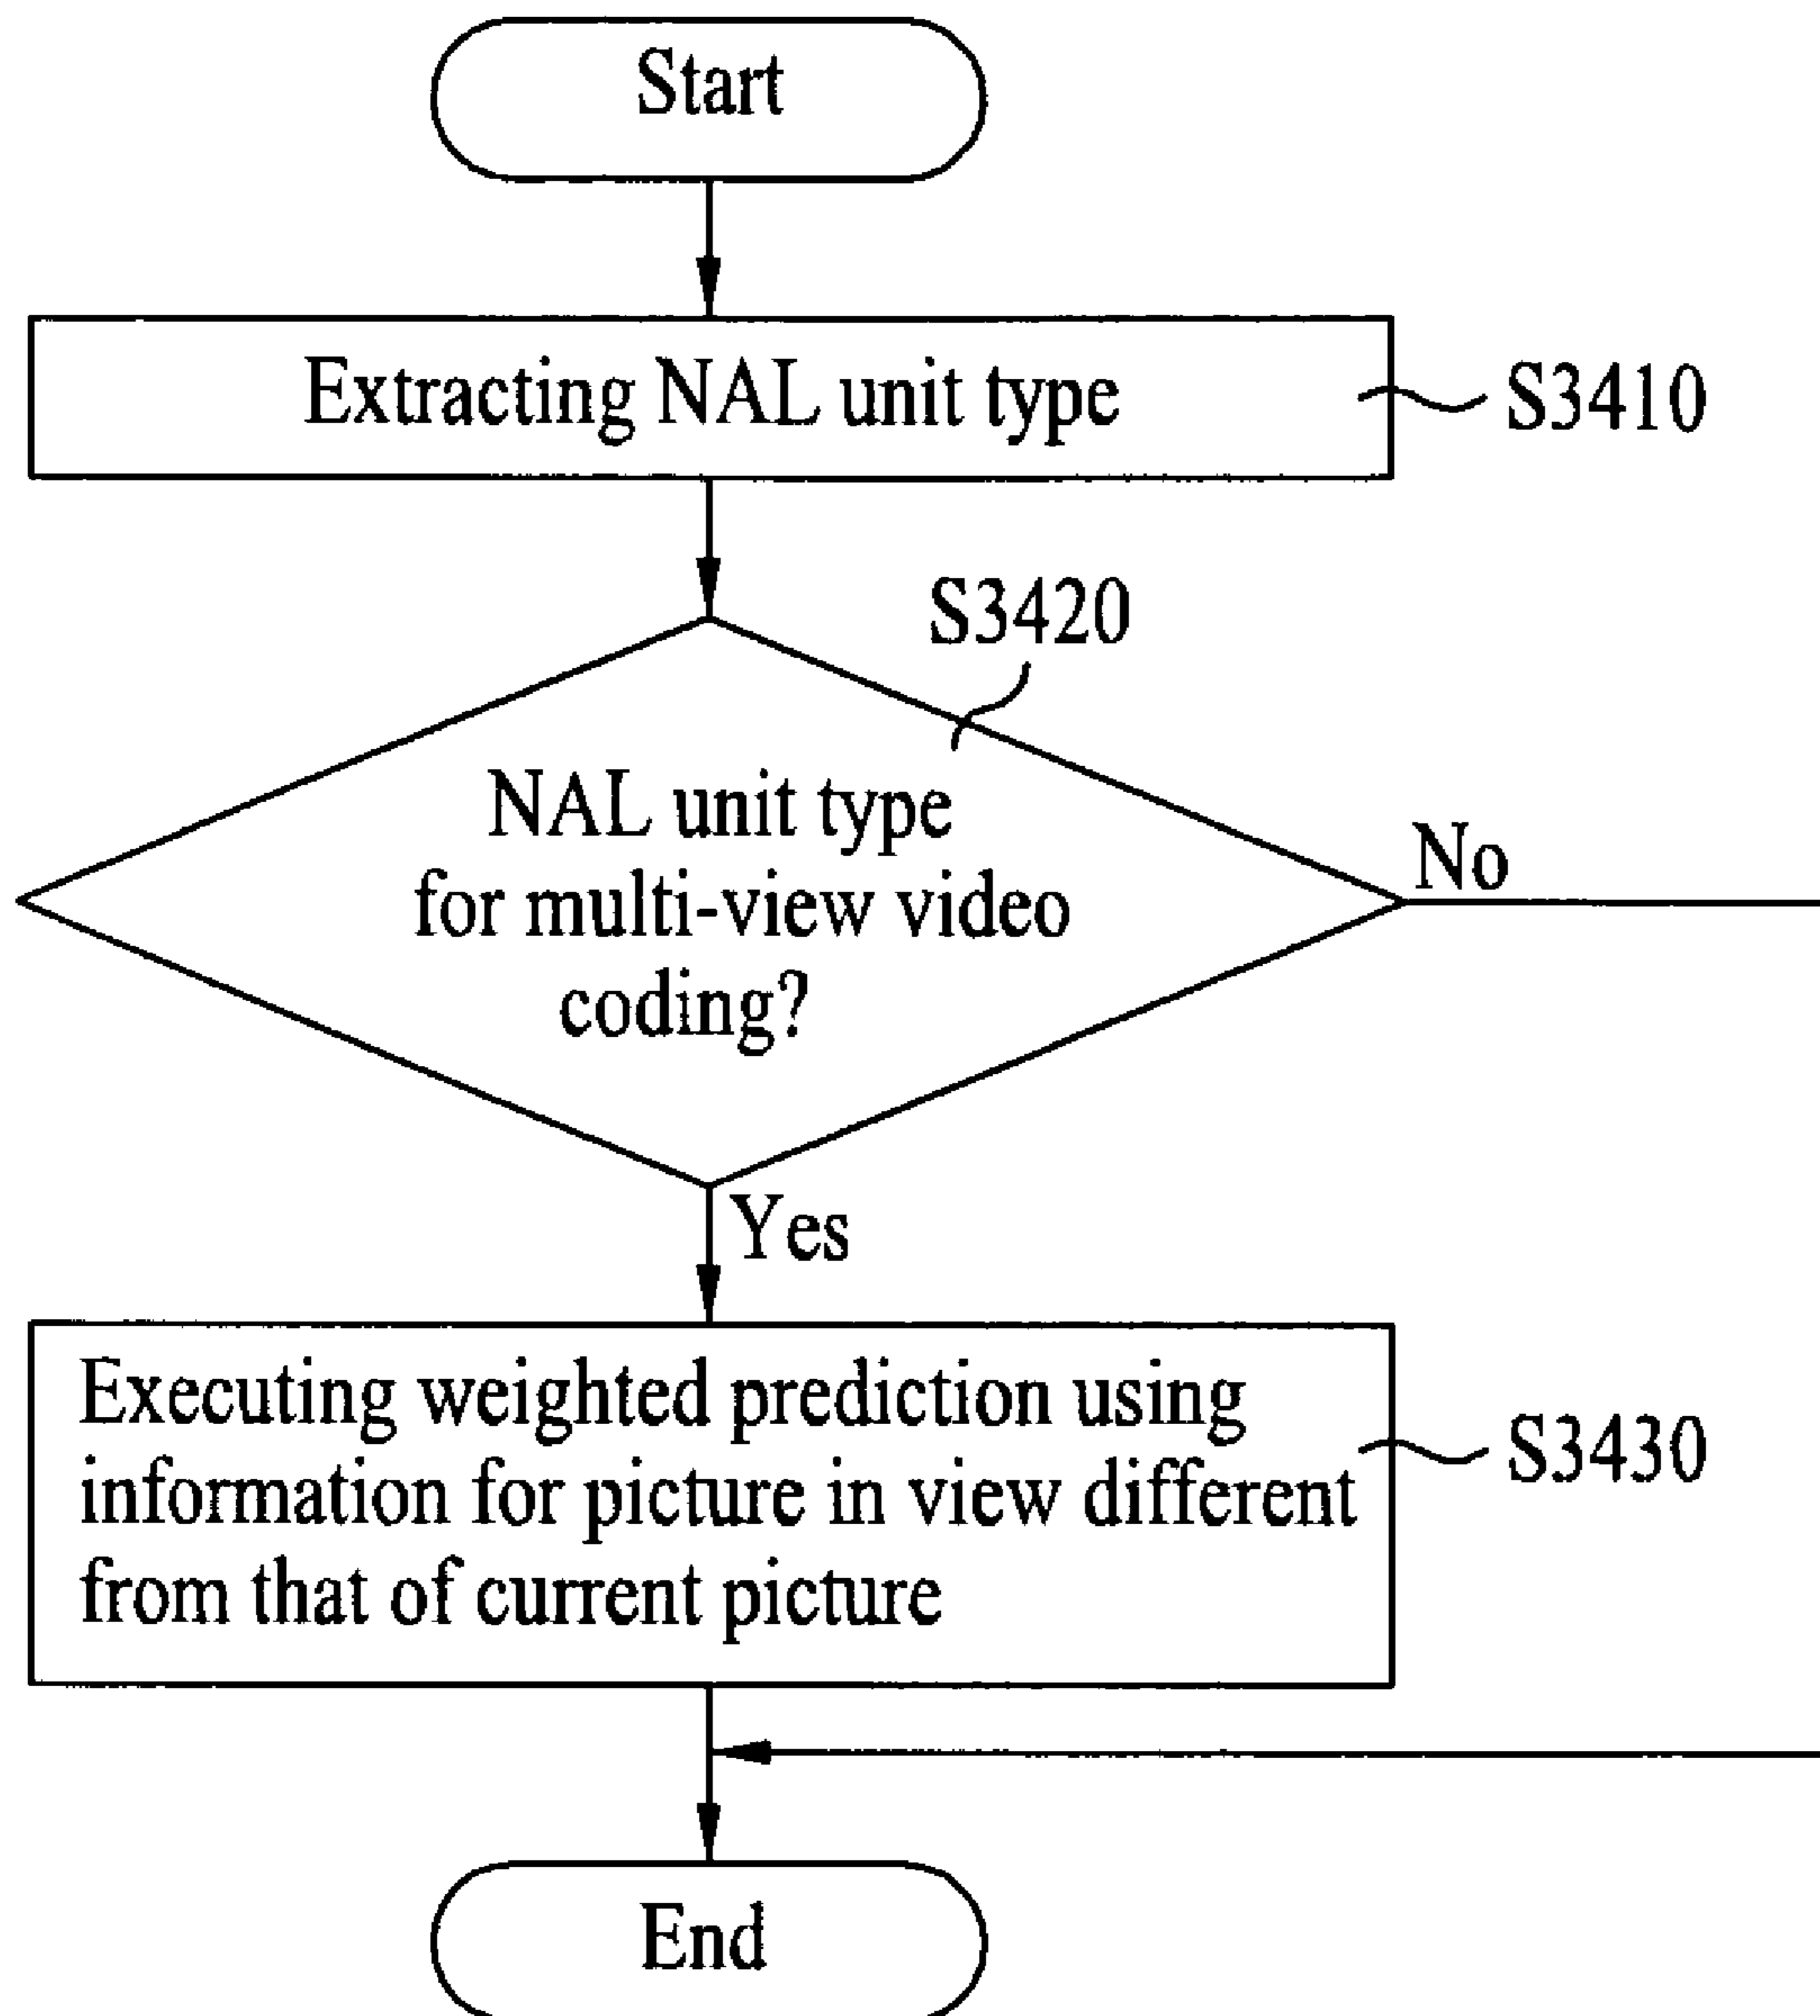 Start
Extracting NAL unit type
S3410
S3420
NAL unit type
for multi-view video
coding?
No
Yes
Executing weighted prediction using
information for picture in view different
from that of current picture
S3430
End